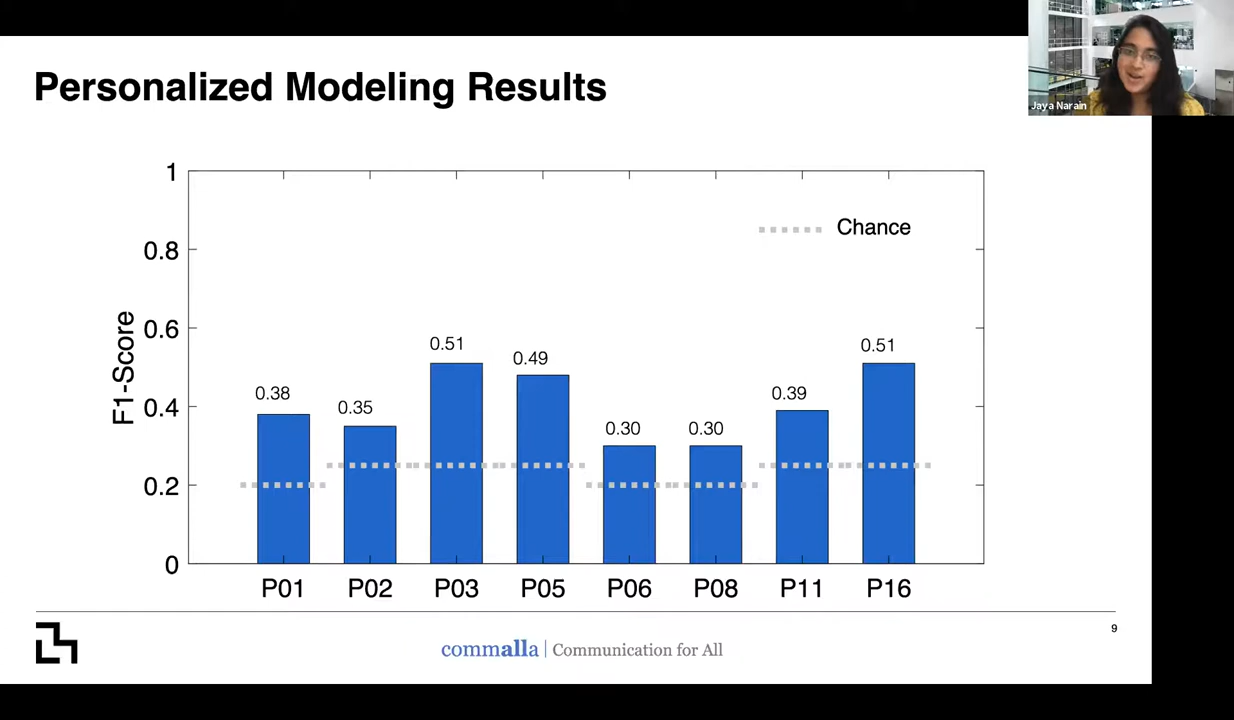 Personalized Modeling Results
Jaya Narain
F1-Score
1
0.8
0.6
0.4
0.2
0
Chance
0.38
0.35
0.51
0.49
0.30
0.30
0.39
0.51
P01 P02 P03 P05 P06 P08 P11 P16
commalla | Communication for All
9